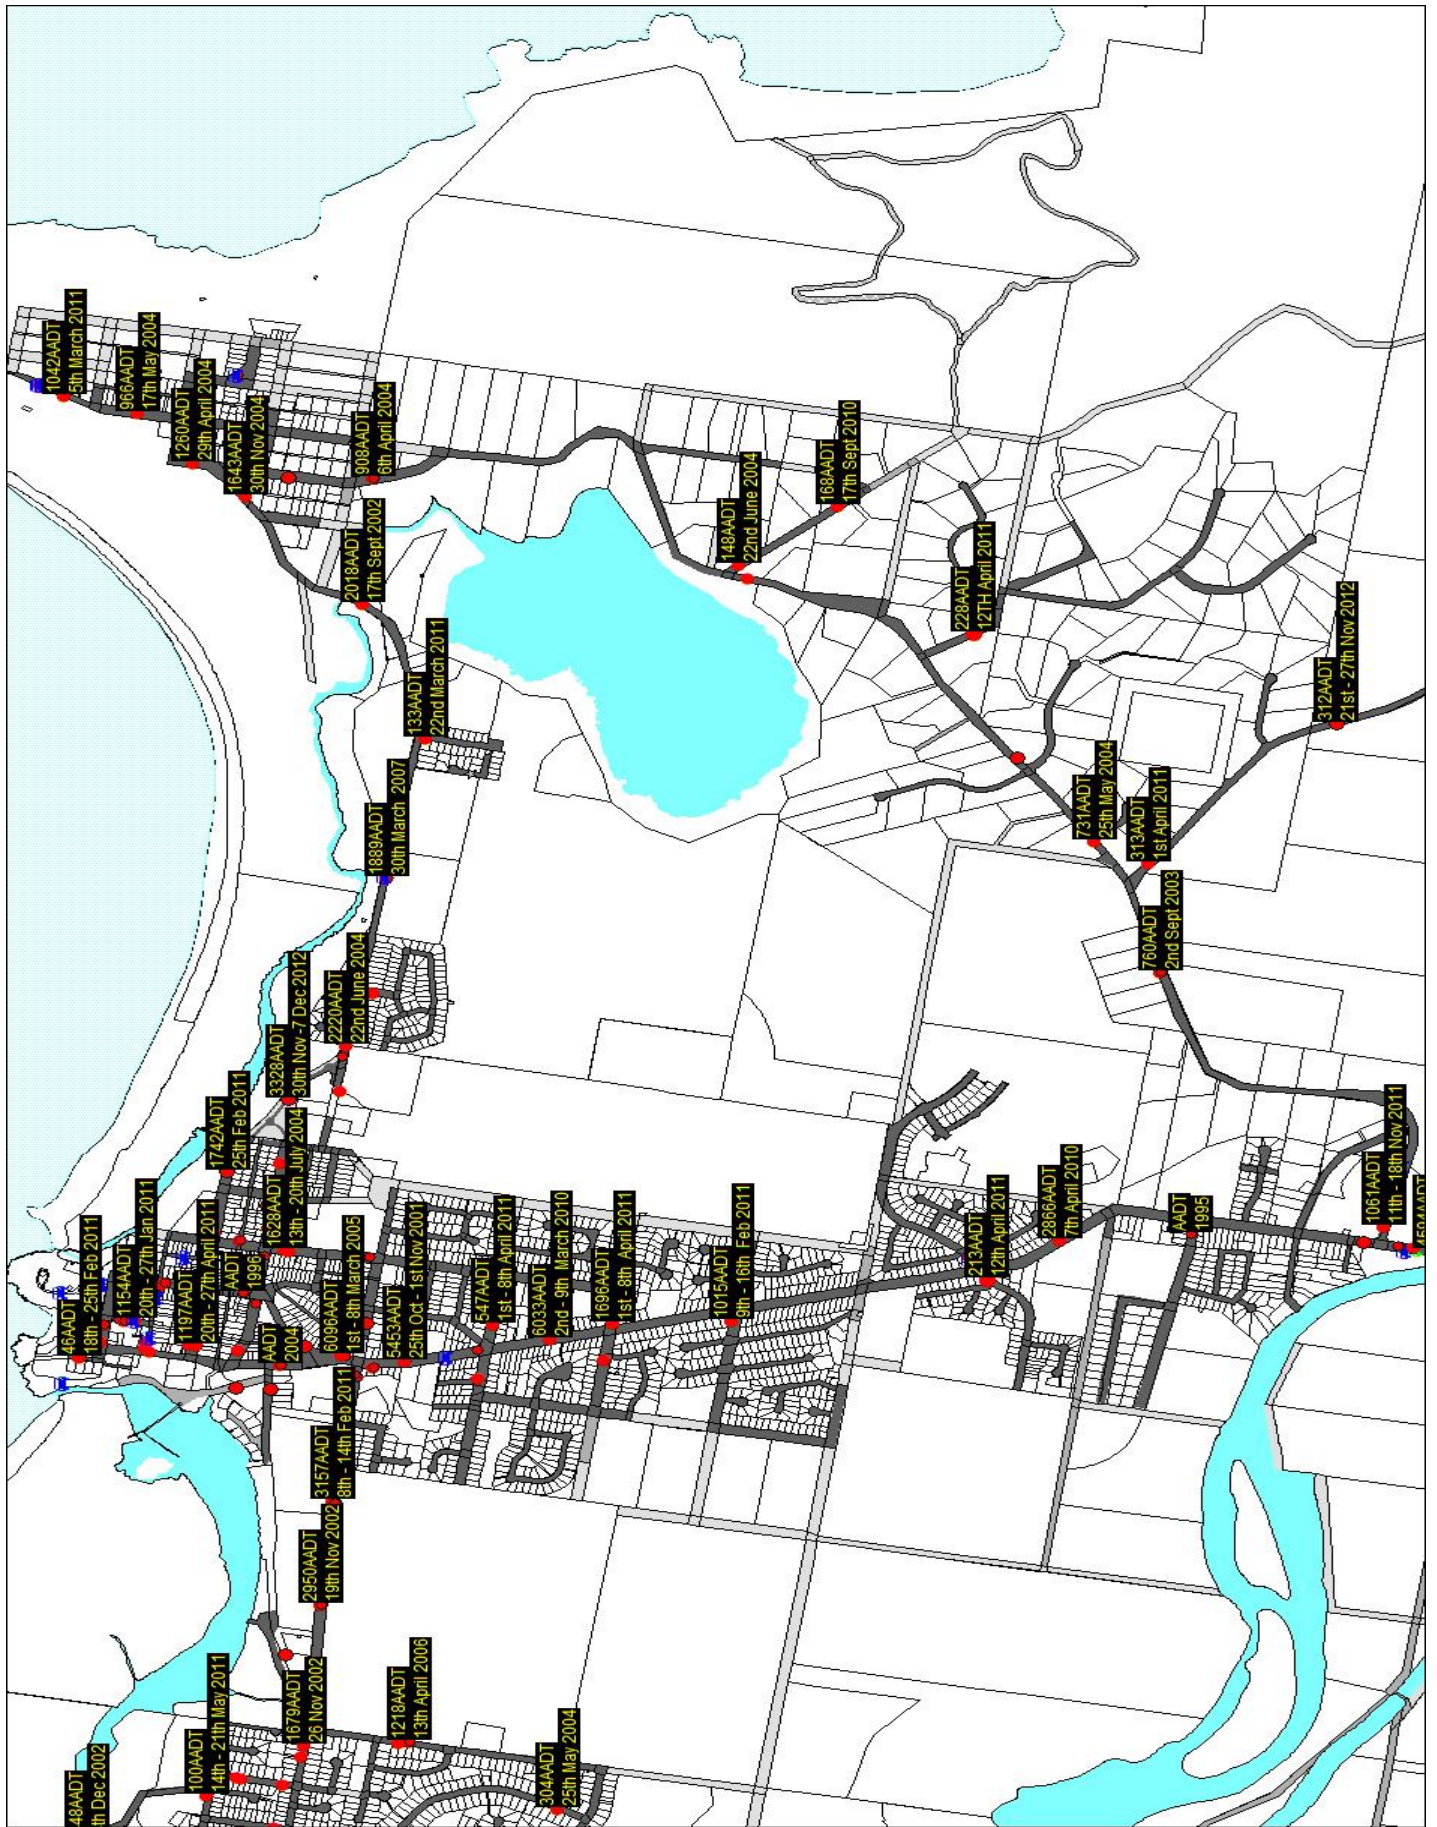 1042AADT
5th March 2011
966AADT
17th May 2004
1260AADT
29th April 2004
1643AADT
30th Nov 2004
908AADT
6th April 2004
2018AADT
17th Sept 2002
148AADT
22nd June 2004
168AADT
17th Sept 2010
228AADT
12TH April 2011
133AADT
22nd March 2011
312AADT
21st - 27th Nov 2012
1889AADT
30th March 2007
731AADT
25th May 2004
313AADT
1st April 2011
760AADT
2nd Sept 2003
2220AADT
22nd June 2004
3328AADT
30th Nov - 7 Dec 2012
1742AADT
25th Feb 2011
1628AADT
13th - 20th July 2004
46AADT
18th - 25th Feb 2011
1154AADT
20th - 27th Jan 2011
1197AADT
20th - 27th April 2011
AADT
1996
AADT
2004
6096AADT
1st - 8th March 2005
5453AADT
25th Oct - 1st Nov 2001
547AADT
1st - 8th April 2011
6033AADT
2nd - 9th March 2010
1696AADT
1st - 8th April 2011
1015AADT
9th - 16th Feb 2011
213AADT
12th April 2011
2866AADT
7th April 2010
AADT
1995
1061AADT
11th - 18th Nov 2011
4594AADT
3157AADT
8th - 14th Feb 2011
2950AADT
19th Nov 2002
1679AADT
26 Nov 2002
1218AADT
13th April 2006
100AADT
14th - 21th May 2011
304AADT
25th May 2004
48AADT
th Dec 2002